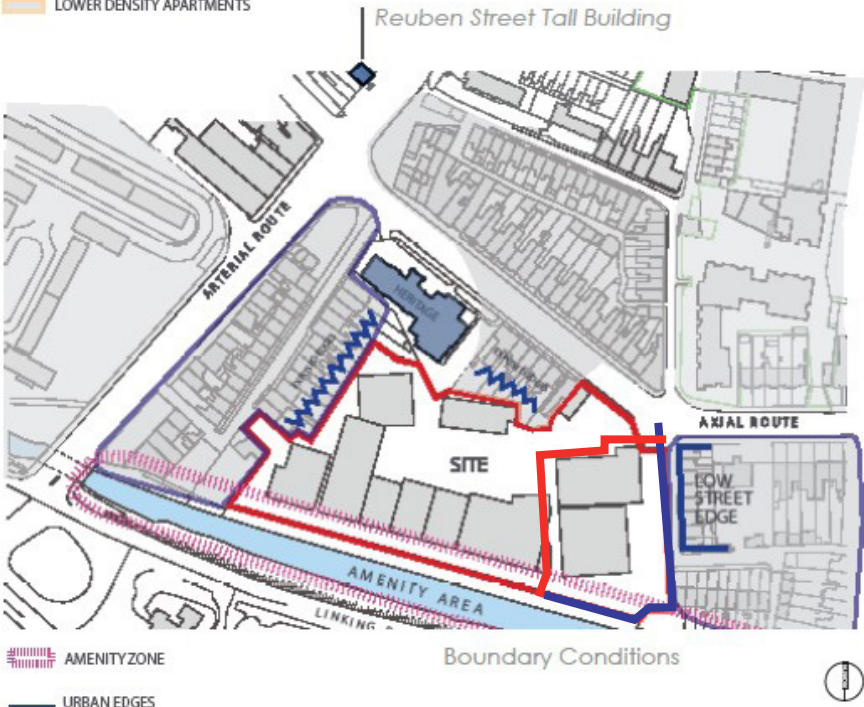 LOWER DENSITY APARTMENTS
Reuben Street Tall Building
ARTERIAL ROUTE
HERITAGE
AXIAL ROUTE
SITE
LOW
STREET
EDGE
AMENITY AREA
LINKING
AMENITY ZONE
Boundary Conditions
URBAN EDGES